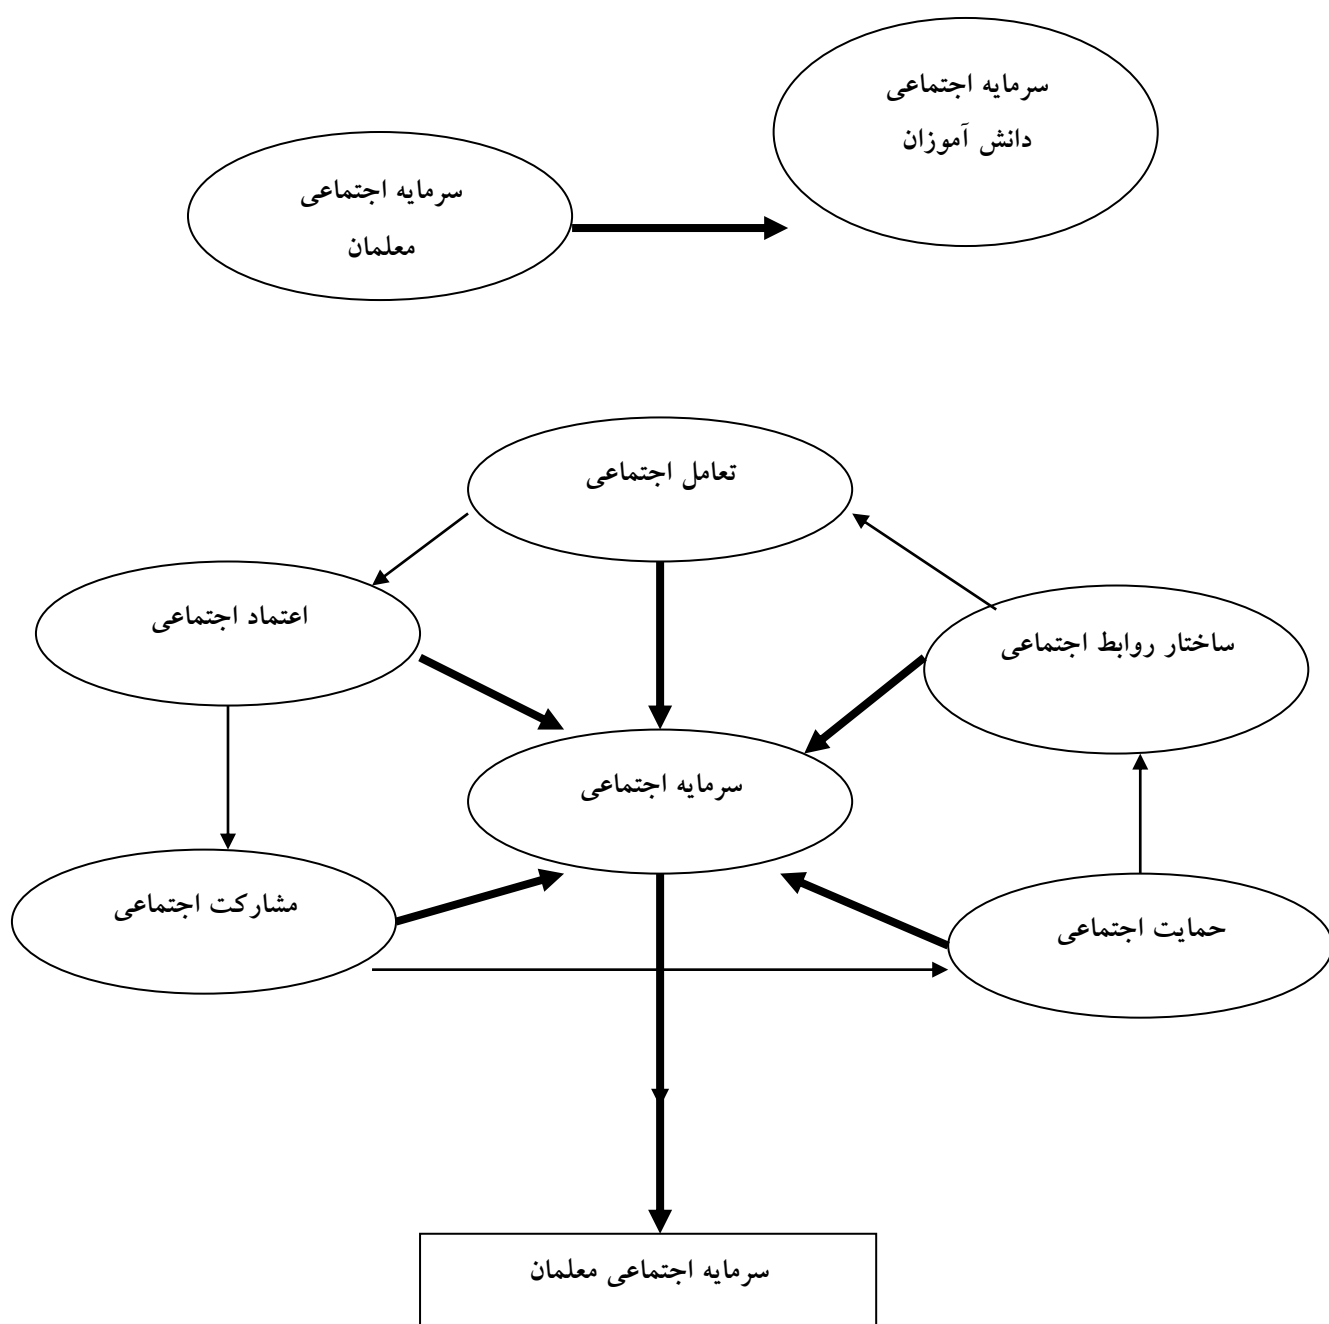 سرمایه اجتماعی
دانش آموزان
سرمایه اجتماعی
معلمان
تعامل اجتماعی
اعتماد اجتماعی
ساختار روابط اجتماعی
سرمایه اجتماعی
مشارکت اجتماعی
حمایت اجتماعی
سرمایه اجتماعی معلمان